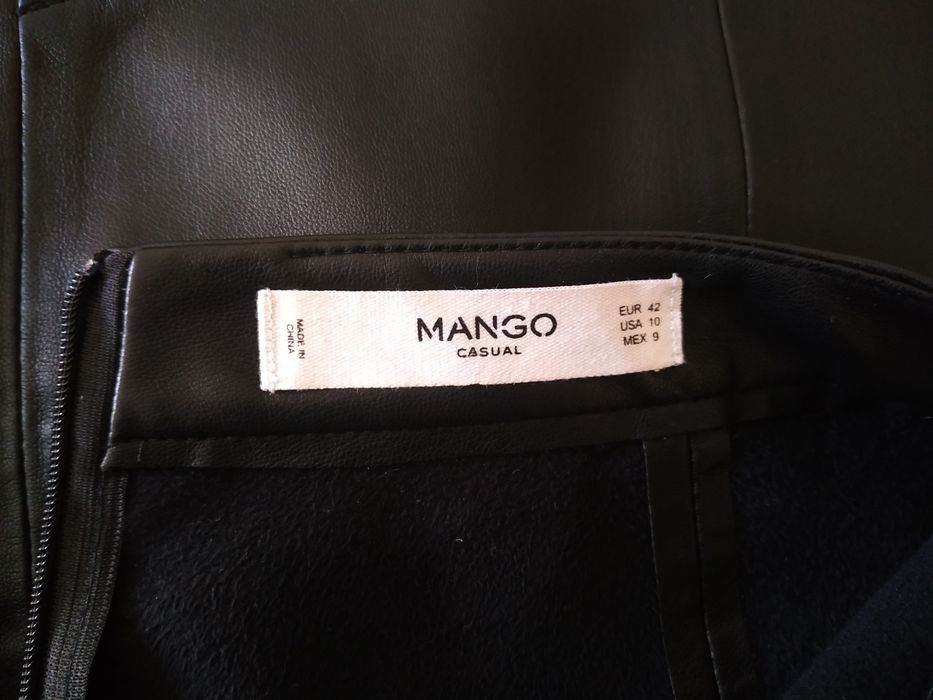 MADE IN
CHINA
MANGO
CASUAL
EUR 42
USA 10
MEX 9